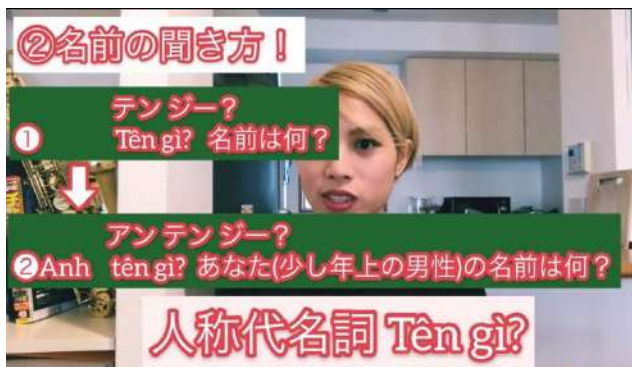 ②名前の聞き方！
テン ジー？
① Tên gì? 名前は何？
アン テン ジー？
②Anh tên gì? あなた(少し年上の男性)の名前は何？
人称代名詞 Tên gì?